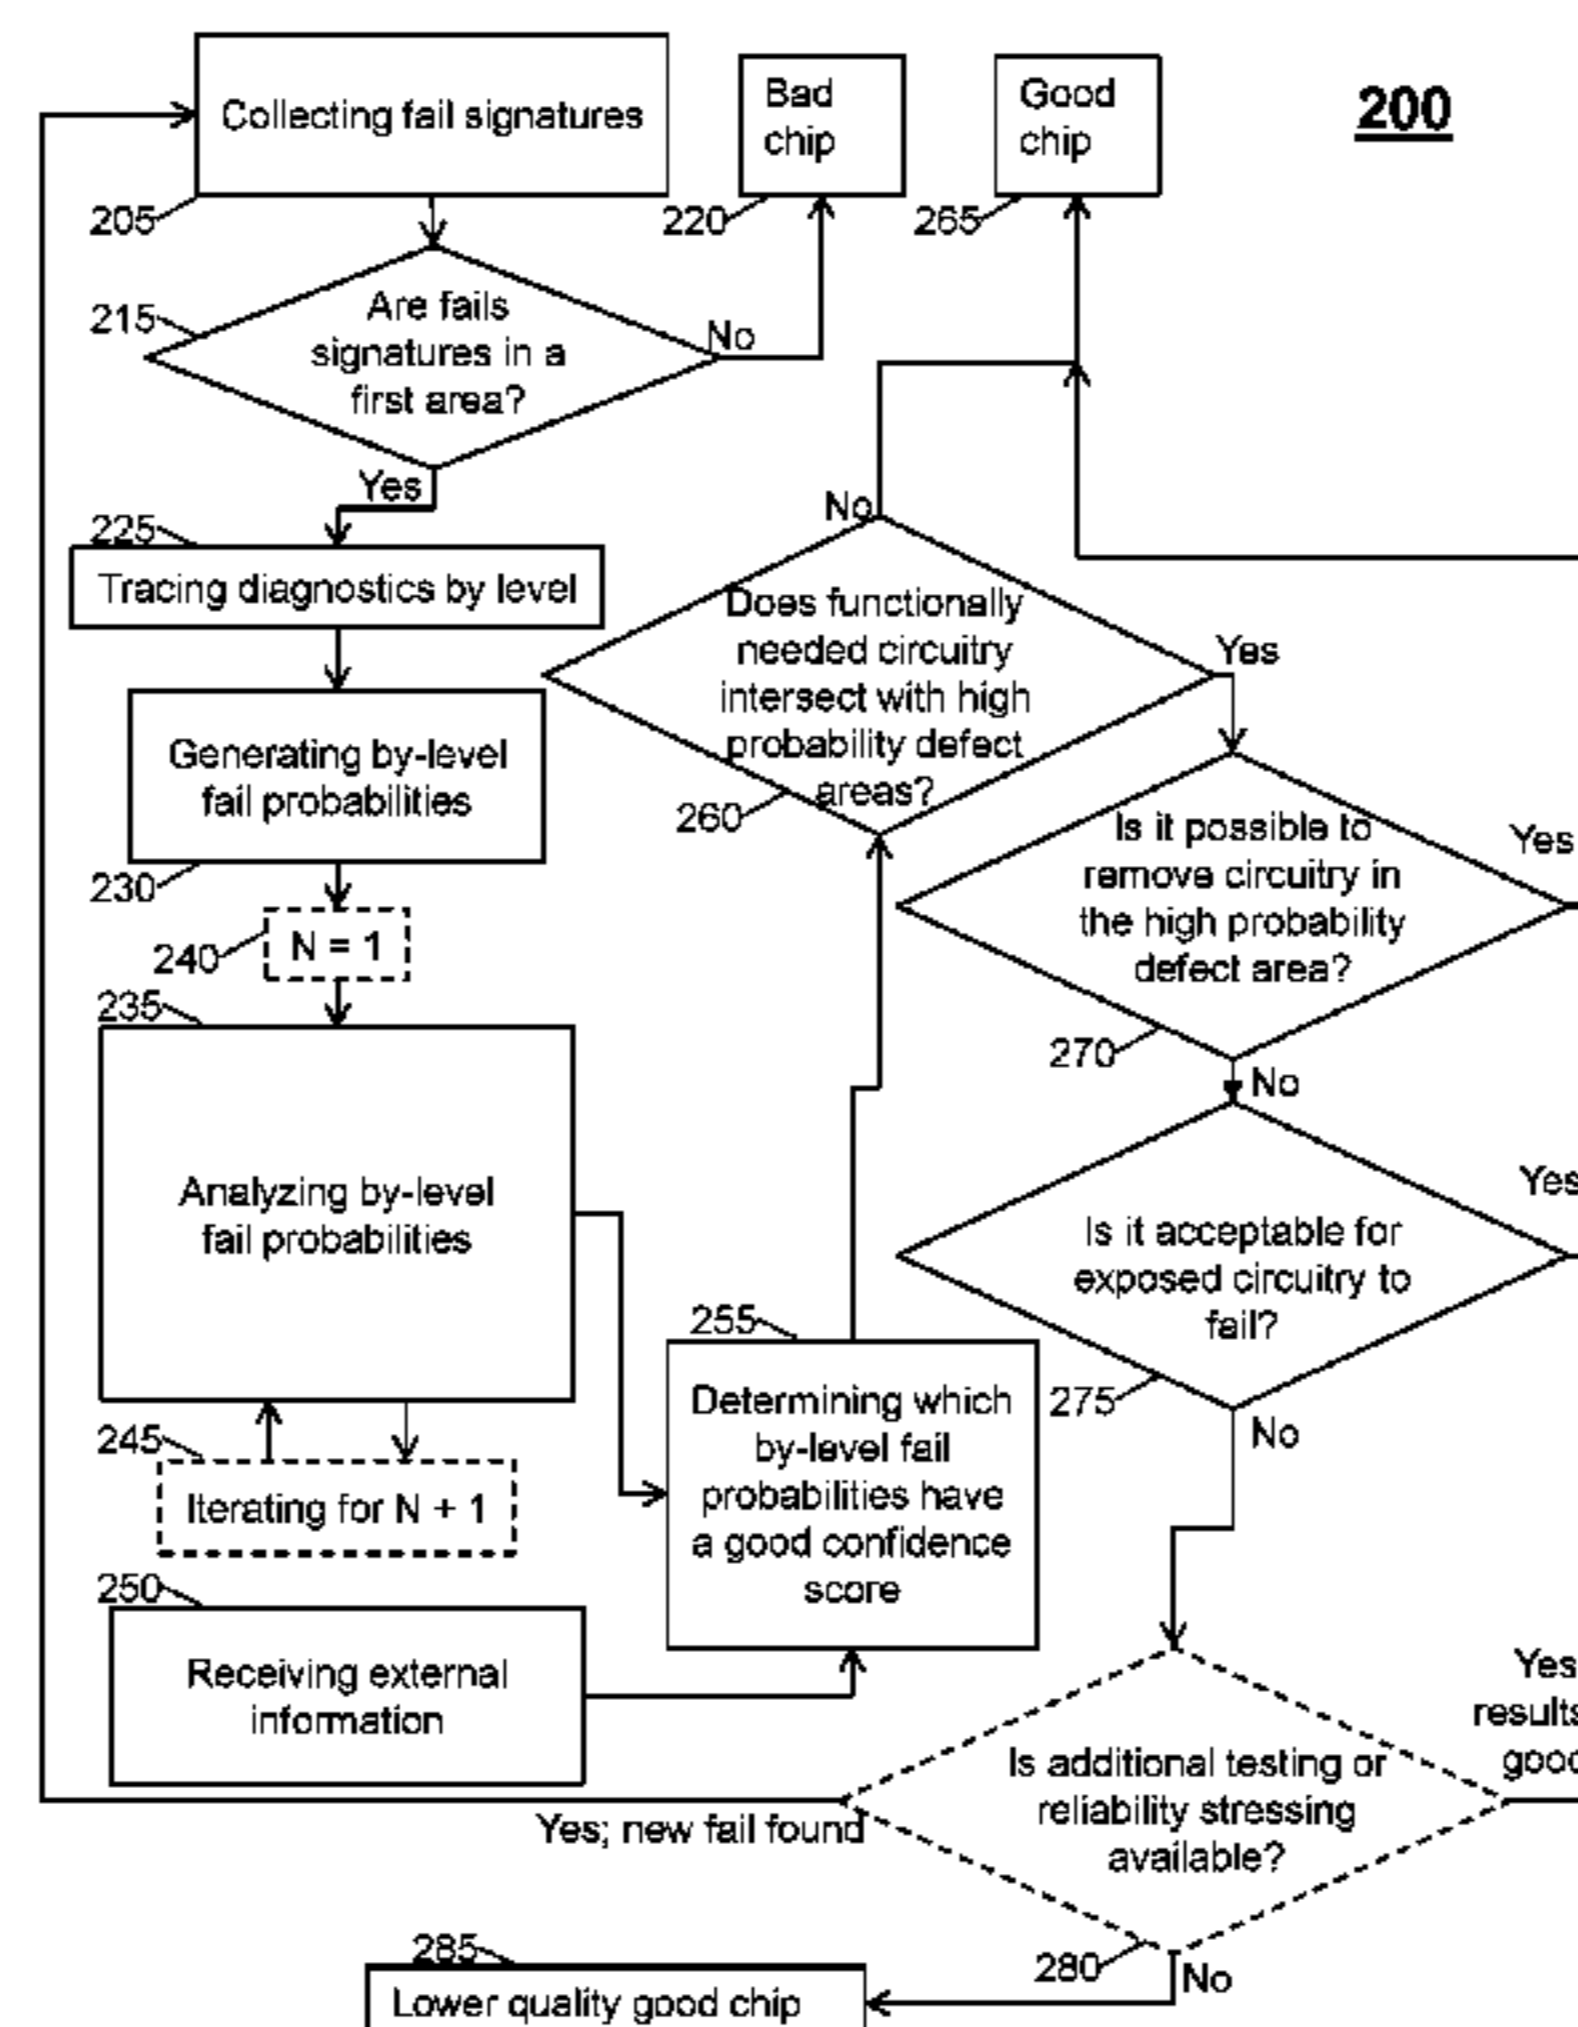 200
Collecting fail signatures
205
Bad
chip
220
Good
chip
265
215
Are fails
signatures in a
first area?
No
Yes
225
Tracing diagnostics by level
Generating by-level
fail probabilities
230
240
N = 1
235
Analyzing by-level
fail probabilities
245
Iterating for N + 1
250
Receiving external
information
255
Determining which
by-level fail
probabilities have
a good confidence
score
No
Does functionally
needed circuitry
intersect with high
probability defect
areas?
260
Yes
Is it possible to
remove circuitry in
the high probability
defect area?
270
Yes
No
Is it acceptable for
exposed circuitry to
fail?
275
Yes
No
Is additional testing or
reliability stressing
available?
280
Yes
results
good
Yes; new fail found
No
285
Lower quality good chip